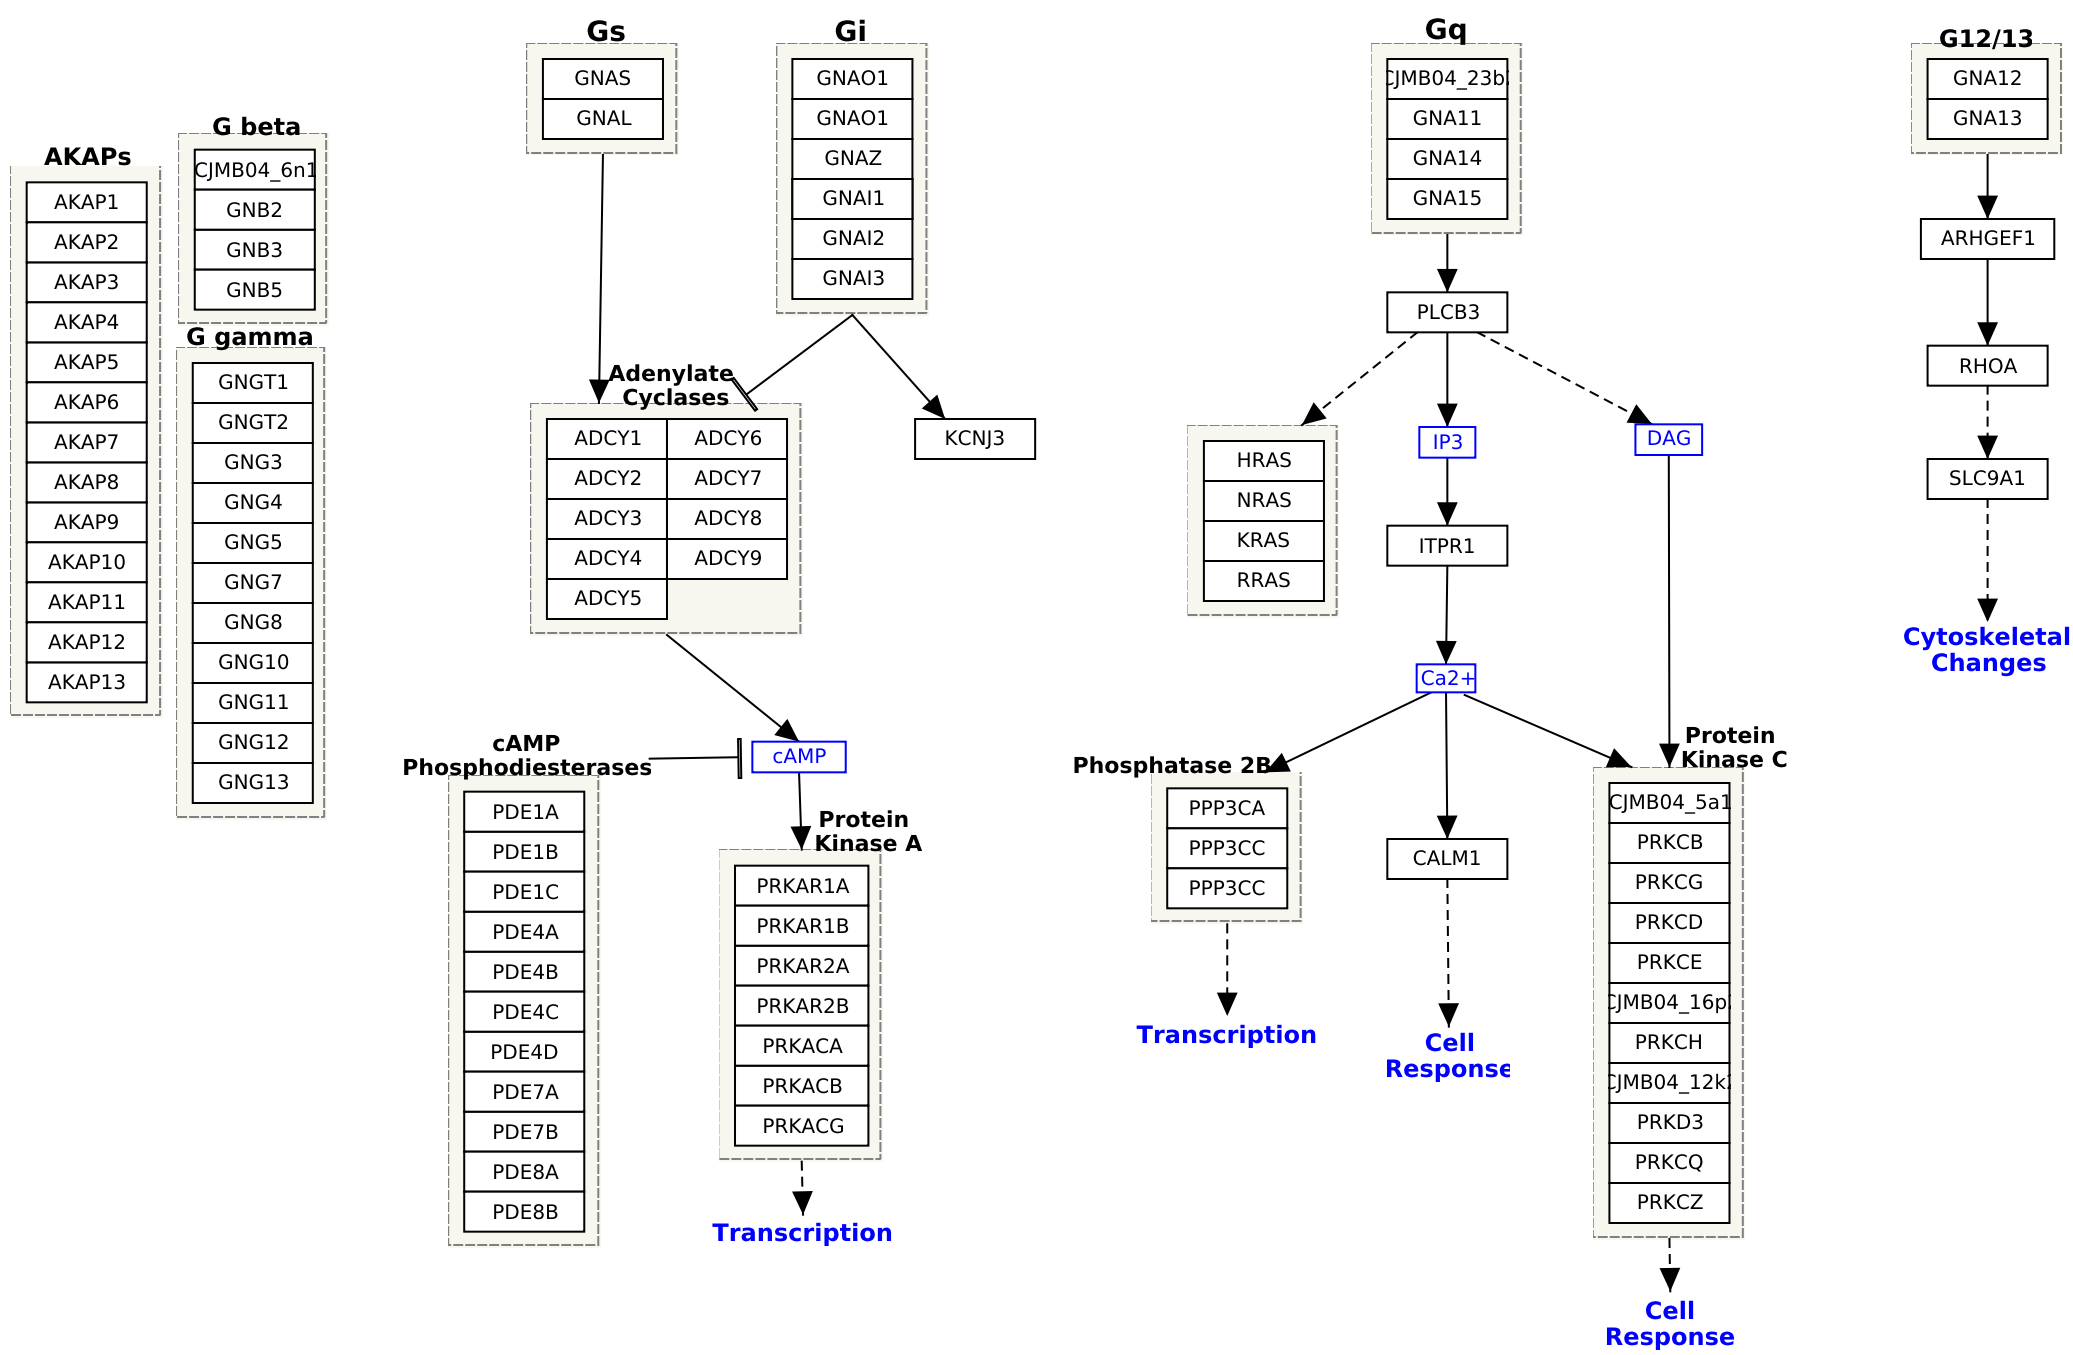 AKAPs
AKAP1
AKAP2
AKAP3
AKAP4
AKAP5
AKAP6
AKAP7
AKAP8
AKAP9
AKAP10
AKAP11
AKAP12
AKAP13
G beta
CJMB04_6n1
GNB2
GNB3
GNB5
G gamma
GNGT1
GNGT2
GNG3
GNG4
GNG5
GNG7
GNG8
GNG10
GNG11
GNG12
GNG13
Gs
GNAS
GNAL
Gi
GNAO1
GNAO1
GNAZ
GNAI1
GNAI2
GNAI3
Adenylate
Cyclases
ADCY1
ADCY2
ADCY3
ADCY4
ADCY5
ADCY6
ADCY7
ADCY8
ADCY9
KCNJ3
cAMP
Phosphodiesterases
PDE1A
PDE1B
PDE1C
PDE4A
PDE4B
PDE4C
PDE4D
PDE7A
PDE7B
PDE8A
PDE8B
cAMP
Protein
Kinase A
PRKAR1A
PRKAR1B
PRKAR2A
PRKAR2B
PRKACA
PRKACB
PRKACG
Transcription
Gq
CJMB04_23b
GNA11
GNA14
GNA15
PLCB3
HRAS
NRAS
KRAS
RRAS
IP3
DAG
ITPR1
Ca2+
Phosphatase 2B
PPP3CA
PPP3CC
PPP3CC
Transcription
CALM1
Cell
Response
Protein
Kinase C
CJMB04_5a1
PRKCB
PRKCG
PRKCD
PRKCE
CJMB04_16p
PRKCH
CJMB04_12k
PRKD3
PRKCQ
PRKCZ
Cell
Response
G12/13
GNA12
GNA13
ARHGEF1
RHOA
SLC9A1
Cytoskeletal
Changes